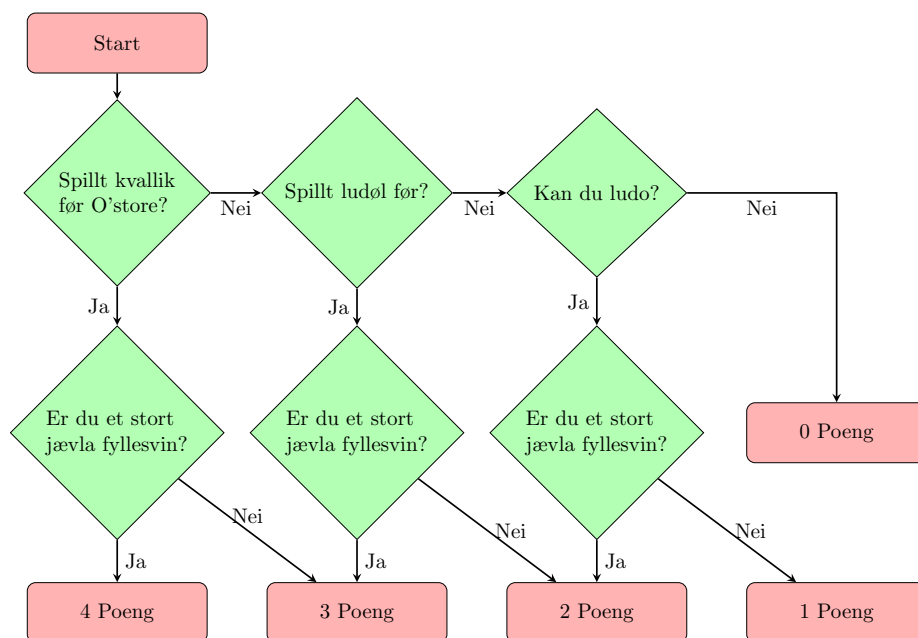 Start
Spillt kvallik
før O'store?
Nei
Spillt ludøl før?
Nei
Kan du ludo?
Nei
Ja
Ja
Ja
Er du et stort
jævla fyllesvin?
Er du et stort
jævla fyllesvin?
Er du et stort
jævla fyllesvin?
0 Poeng
Nei
Nei
Nei
Ja
Ja
Ja
4 Poeng
3 Poeng
2 Poeng
1 Poeng